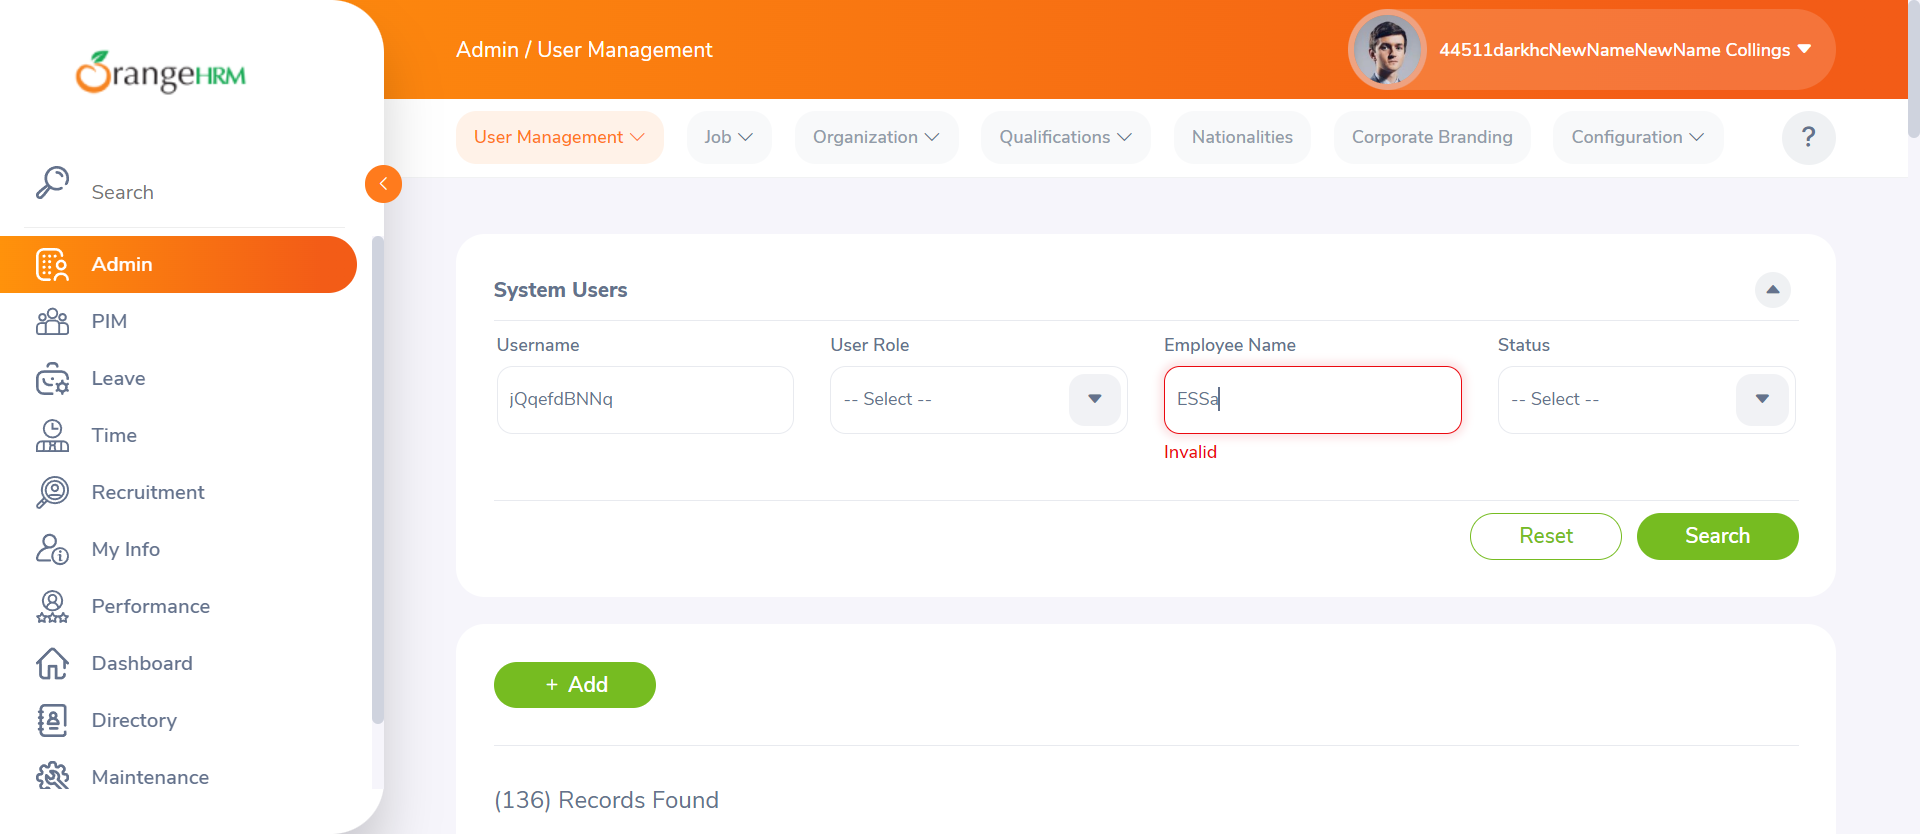 OrangeHRM
Search
Admin
PIM
Leave
Time
Recruitment
My Info
Performance
Dashboard
Directory
Maintenance
Admin / User Management
44511darkhcNewNameNewName Collings
User Management
Job
Organization
Qualifications
Nationalities
Corporate Branding
Configuration
?
System Users
Username
User Role
Employee Name
Status
jQqefdBNNq
-- Select --
ESSa
-- Select --
Invalid
Reset
Search
+ Add
(136) Records Found